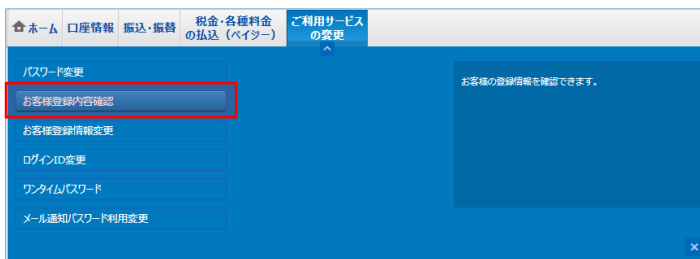 ホーム 口座情報 振込・振替 税金・各種料金 ご利用サービス
の払込（ペイジー） の変更
パスワード変更
お客様の登録情報を確認できます。
お客様登録内容確認
お客様登録情報変更
ログインID変更
ワンタイムパスワード
メール通知パスワード利用変更